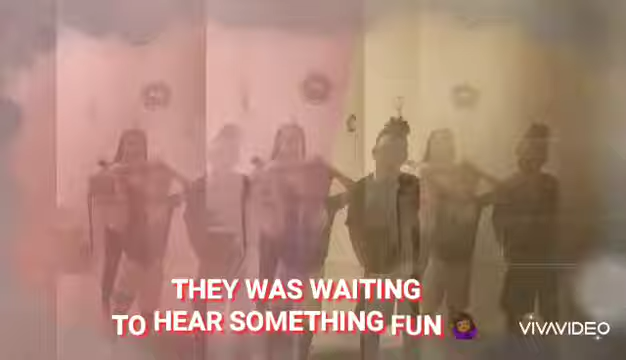 THEY WAS WAITING
TO HEAR SOMETHING FUN 🤷🏾‍♀️
VIVAVIDEO